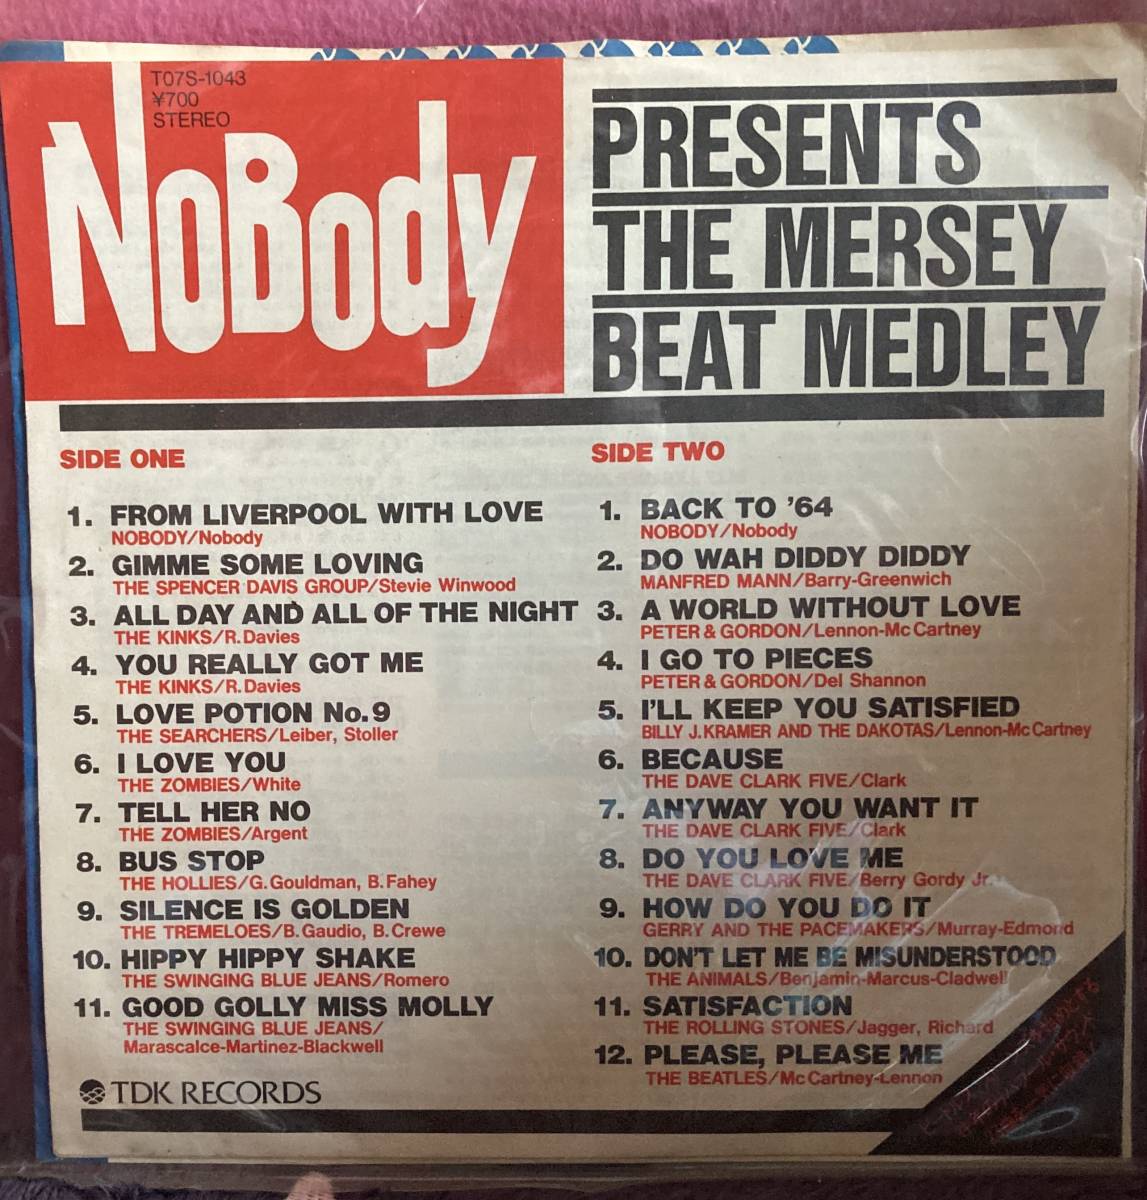 T07S-1043
¥700
STEREO
NoBody
PRESENTS
THE MERSEY
BEAT MEDLEY
SIDE ONE
1. FROM LIVERPOOL WITH LOVE
NOBODY/Nobody
2. GIMME SOME LOVING
THE SPENCER DAVIS GROUP/Stevie Winwood
3. ALL DAY AND ALL OF THE NIGHT
THE KINKS/R.Davies
4. YOU REALLY GOT ME
THE KINKS/R.Davies
5. LOVE POTION No.9
THE SEARCHERS/Leiber, Stoller
6. I LOVE YOU
THE ZOMBIES/White
7. TELL HER NO
THE ZOMBIES/Argent
8. BUS STOP
THE HOLLIES/G.Gouldman, B.Fahey
9. SILENCE IS GOLDEN
THE TREMELOES/B.Gaudio, B.Crewe
10. HIPPY HIPPY SHAKE
THE SWINGING BLUE JEANS/Romero
11. GOOD GOLLY MISS MOLLY
THE SWINGING BLUE JEANS/
Marascalce-Martinez-Blackwell
SIDE TWO
1. BACK TO '64
NOBODY/Nobody
2. DO WAH DIDDY DIDDY
MANFRED MANN/Barry-Greenwich
3. A WORLD WITHOUT LOVE
PETER & GORDON/Lennon-Mc Cartney
4. I GO TO PIECES
PETER & GORDON/Del Shannon
5. I'LL KEEP YOU SATISFIED
BILLY J.KRAMER AND THE DAKOTAS/Lennon-Mc Cartney
6. BECAUSE
THE DAVE CLARK FIVE/Clark
7. ANYWAY YOU WANT IT
THE DAVE CLARK FIVE/Clark
8. DO YOU LOVE ME
THE DAVE CLARK FIVE/Berry Gordy Jr.
9. HOW DO YOU DO IT
GERRY AND THE PACEMAKERS/Murray-Edmond
10. DON'T LET ME BE MISUNDERSTOOD
THE ANIMALS/Benjamin-Marcus-Cladwell
11. SATISFACTION
THE ROLLING STONES/Jagger, Richard
12. PLEASE, PLEASE ME
THE BEATLES/Mc Cartney-Lennon
TDK RECORDS